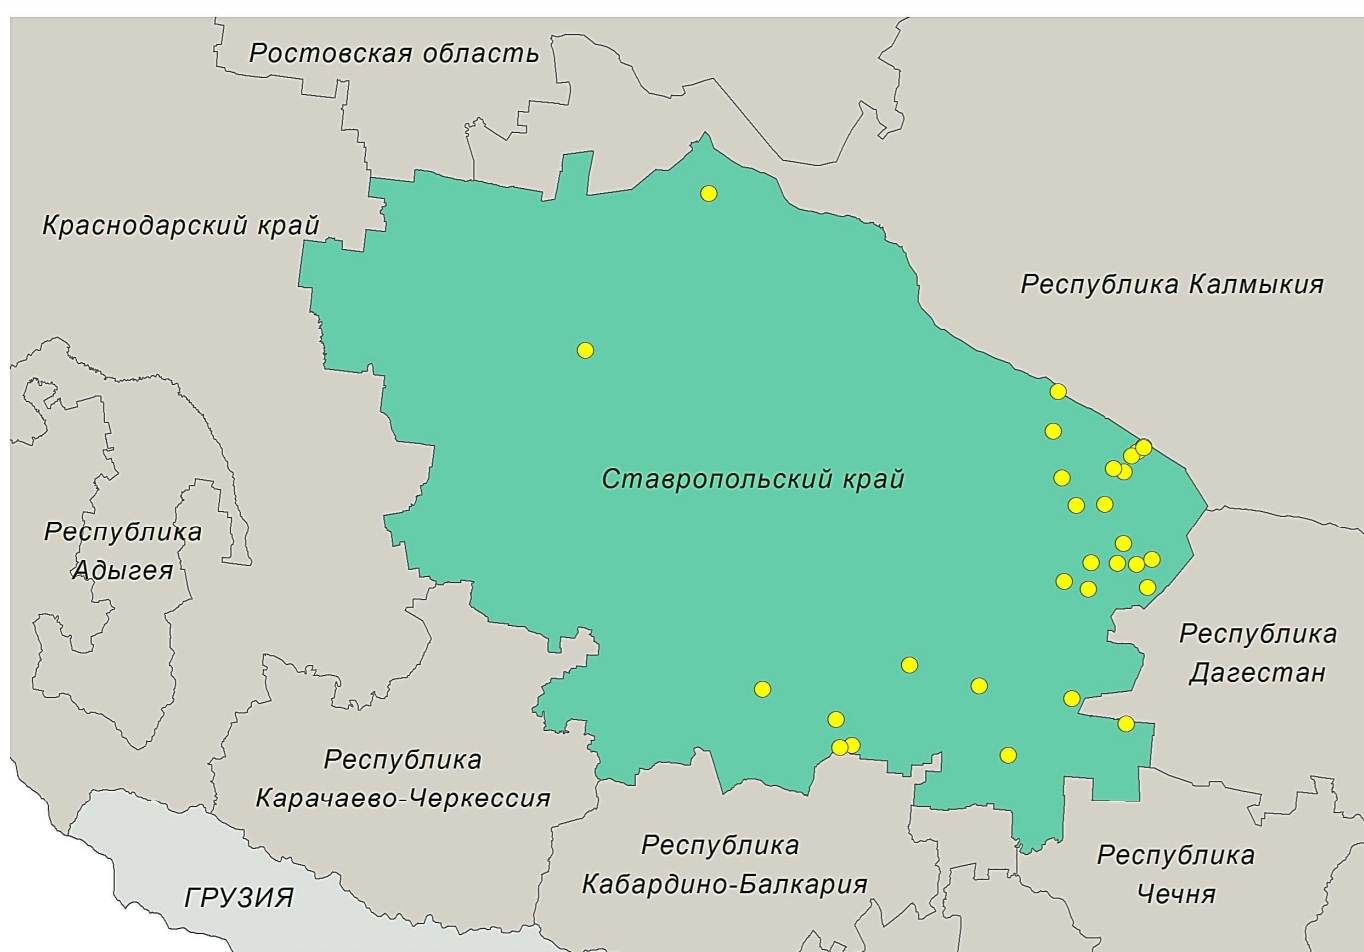 Ростовская область
Краснодарский край
Республика Калмыкия
Ставропольский край
Республика
Адыгея
Республика
Дагестан
Республика
Карачаево-Черкессия
Республика
Кабардино-Балкария
Республика
Чечня
ГРУЗИЯ